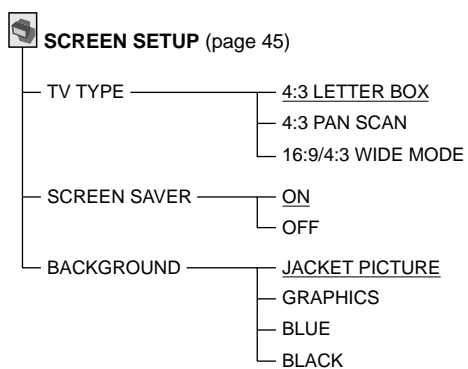 SCREEN SETUP (page 45)
TV TYPE 4:3 LETTER BOX
4:3 PAN SCAN
16:9/4:3 WIDE MODE
SCREEN SAVER ON
OFF
BACKGROUND JACKET PICTURE
GRAPHICS
BLUE
BLACK